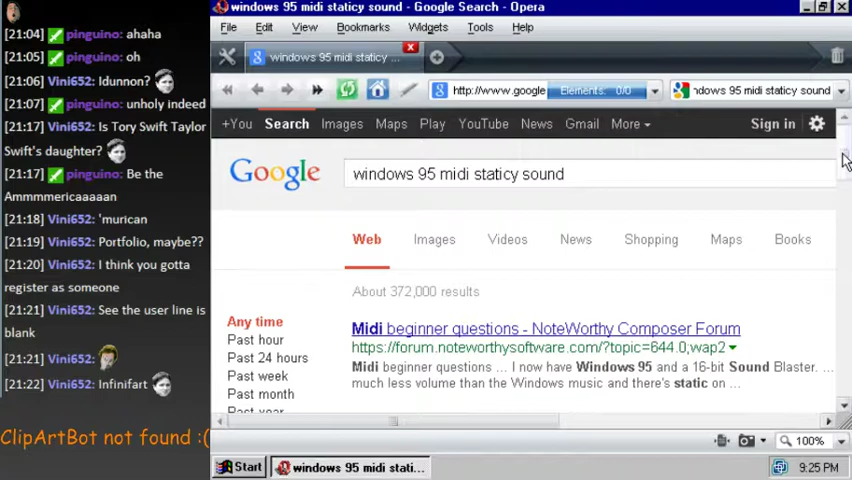 [21:04] pinguino: ahaha
[21:05] pinguino: oh
[21:06] Vini652: Idunnon?
[21:07] pinguino: unholy indeed
[21:17] Vini652: Is Tory Swift Taylor
Swift's daughter?
[21:17] pinguino: Be the
Ammmmericaaaaan
[21:18] Vini652: 'murican
[21:19] Vini652: Portfolio, maybe??
[21:20] Vini652: I think you gotta
register as someone
[21:21] Vini652: See the user line is
blank
[21:21] Vini652:
[21:22] Vini652: Infinifart
ClipArtBot not found :(
windows 95 midi staticy sound - Google Search - Opera
File Edit View Bookmarks Widgets Tools Help
windows 95 midi staticy ...
http://www.google Elements: 0/0 ndows 95 midi staticy sound
+You Search Images Maps Play YouTube News Gmail More Sign in
Google windows 95 midi staticy sound
Web Images Videos News Shopping Maps Books
About 372,000 results
Any time
Past hour
Past 24 hours
Past week
Past month
Past year
Midi beginner questions - NoteWorthy Composer Forum
https://forum.noteworthysoftware.com/?topic=644.0;wap2
Midi beginner questions ... I now have Windows 95 and a 16-bit Sound Blaster. ...
much less volume than the Windows music and there's static on ...
100%
Start windows 95 midi stati... 9:25 PM